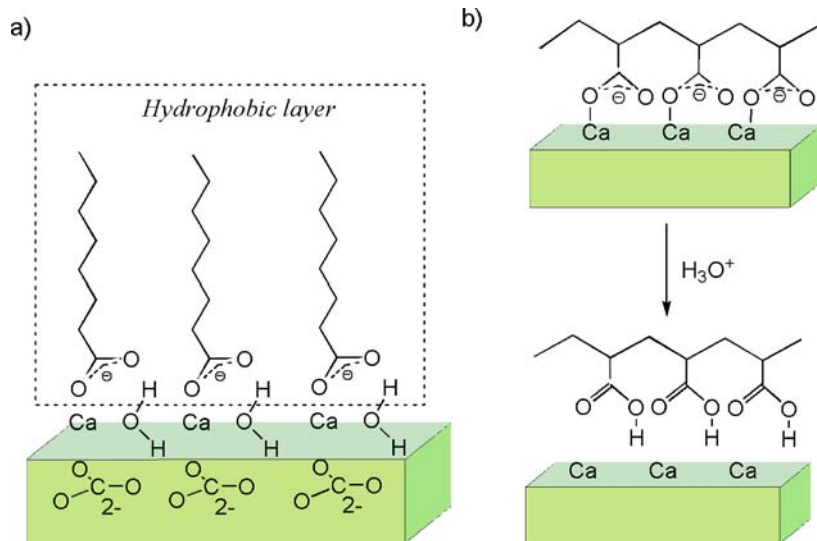 a)
Hydrophobic layer
O O O
O ⊖ O ⊖ O ⊖
H H H
Ca O Ca O Ca O
H H H
O O O
O C O O C O O C O
2- 2- 2-
b)
O ⊖ O O ⊖ O O ⊖ O
Ca Ca Ca
H₃O⁺
O O O O O O
H H H
Ca Ca Ca